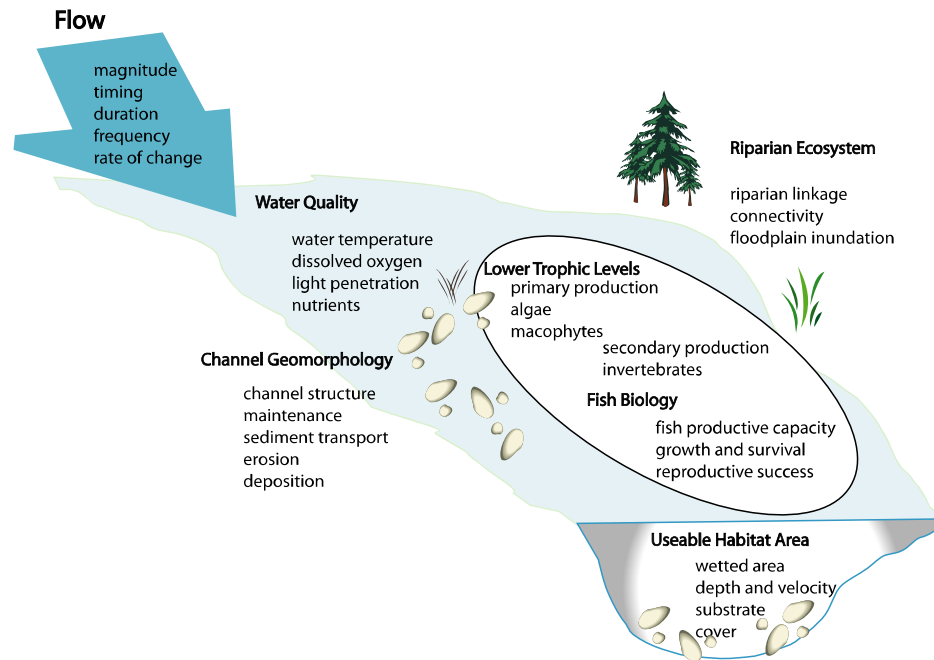 Flow
magnitude
timing
duration
frequency
rate of change
Riparian Ecosystem
riparian linkage
connectivity
floodplain inundation
Water Quality
water temperature
dissolved oxygen
light penetration
nutrients
Lower Trophic Levels
primary production
algae
macophytes
secondary production
invertebrates
Channel Geomorphology
channel structure
maintenance
sediment transport
erosion
deposition
Fish Biology
fish productive capacity
growth and survival
reproductive success
Useable Habitat Area
wetted area
depth and velocity
substrate
cover